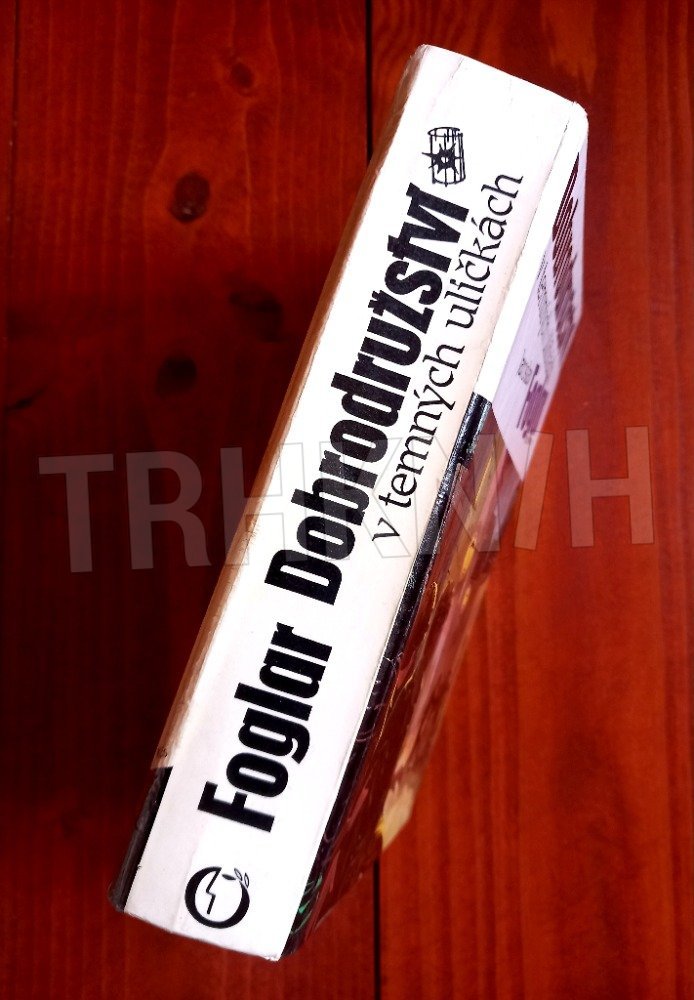 Foglar Dobrodružství
v temných uličkách
TRHKNIH